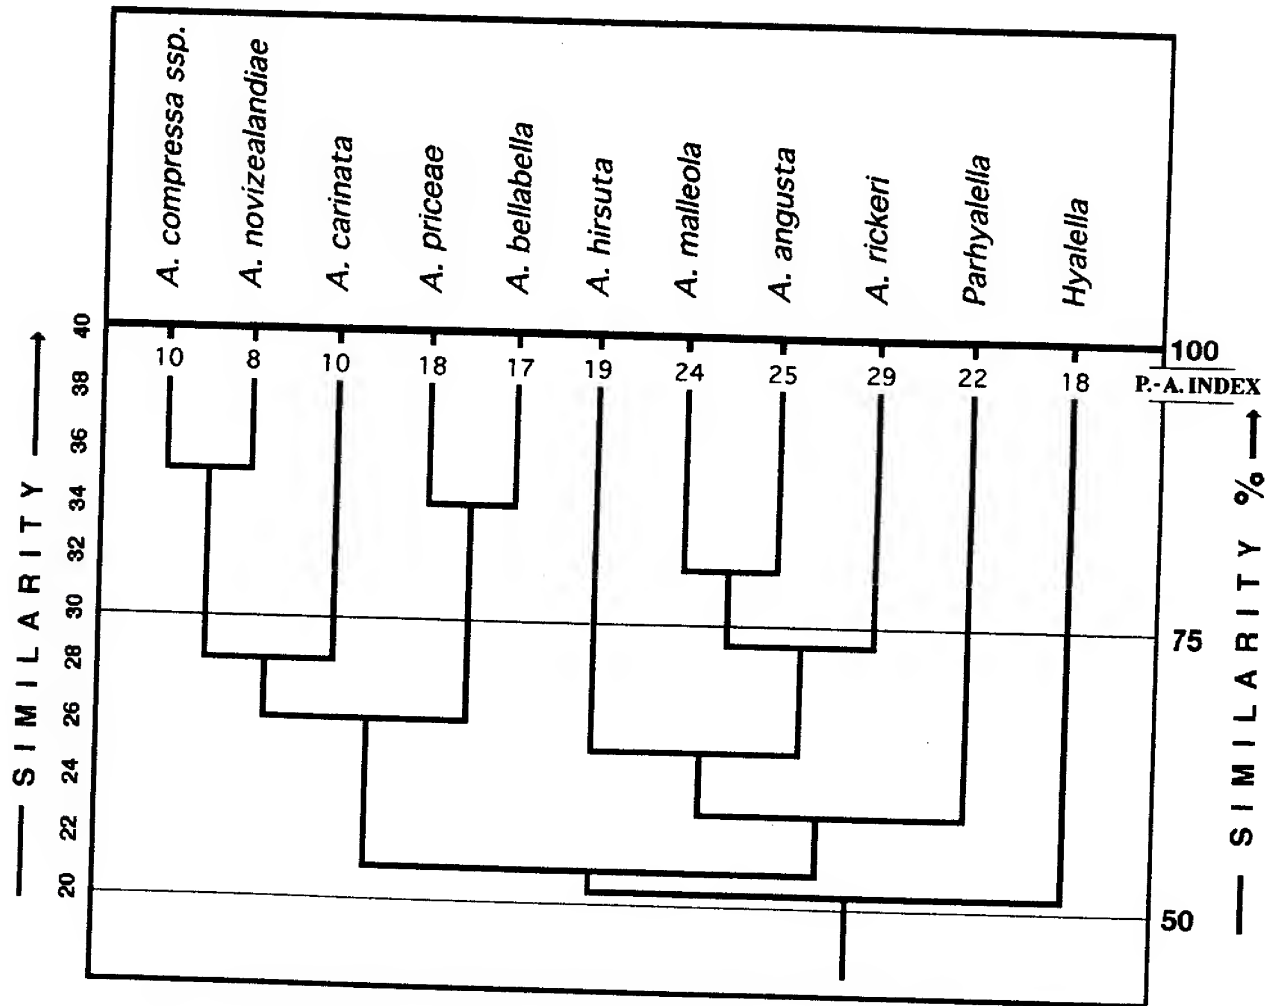 A. compressa ssp.
A. novizealandiae
A. carinata
A. priceae
A. bellabella
A. hirsuta
A. malleola
A. angusta
A. rickeri
Parhyalella
Hyalella
40
38
36
34
32
30
28
26
24
22
20
SIMILARITY
10 8 10 18 17 19 24 25 29 22 18
100
P.-A. INDEX
75
50
SIMILARITY %